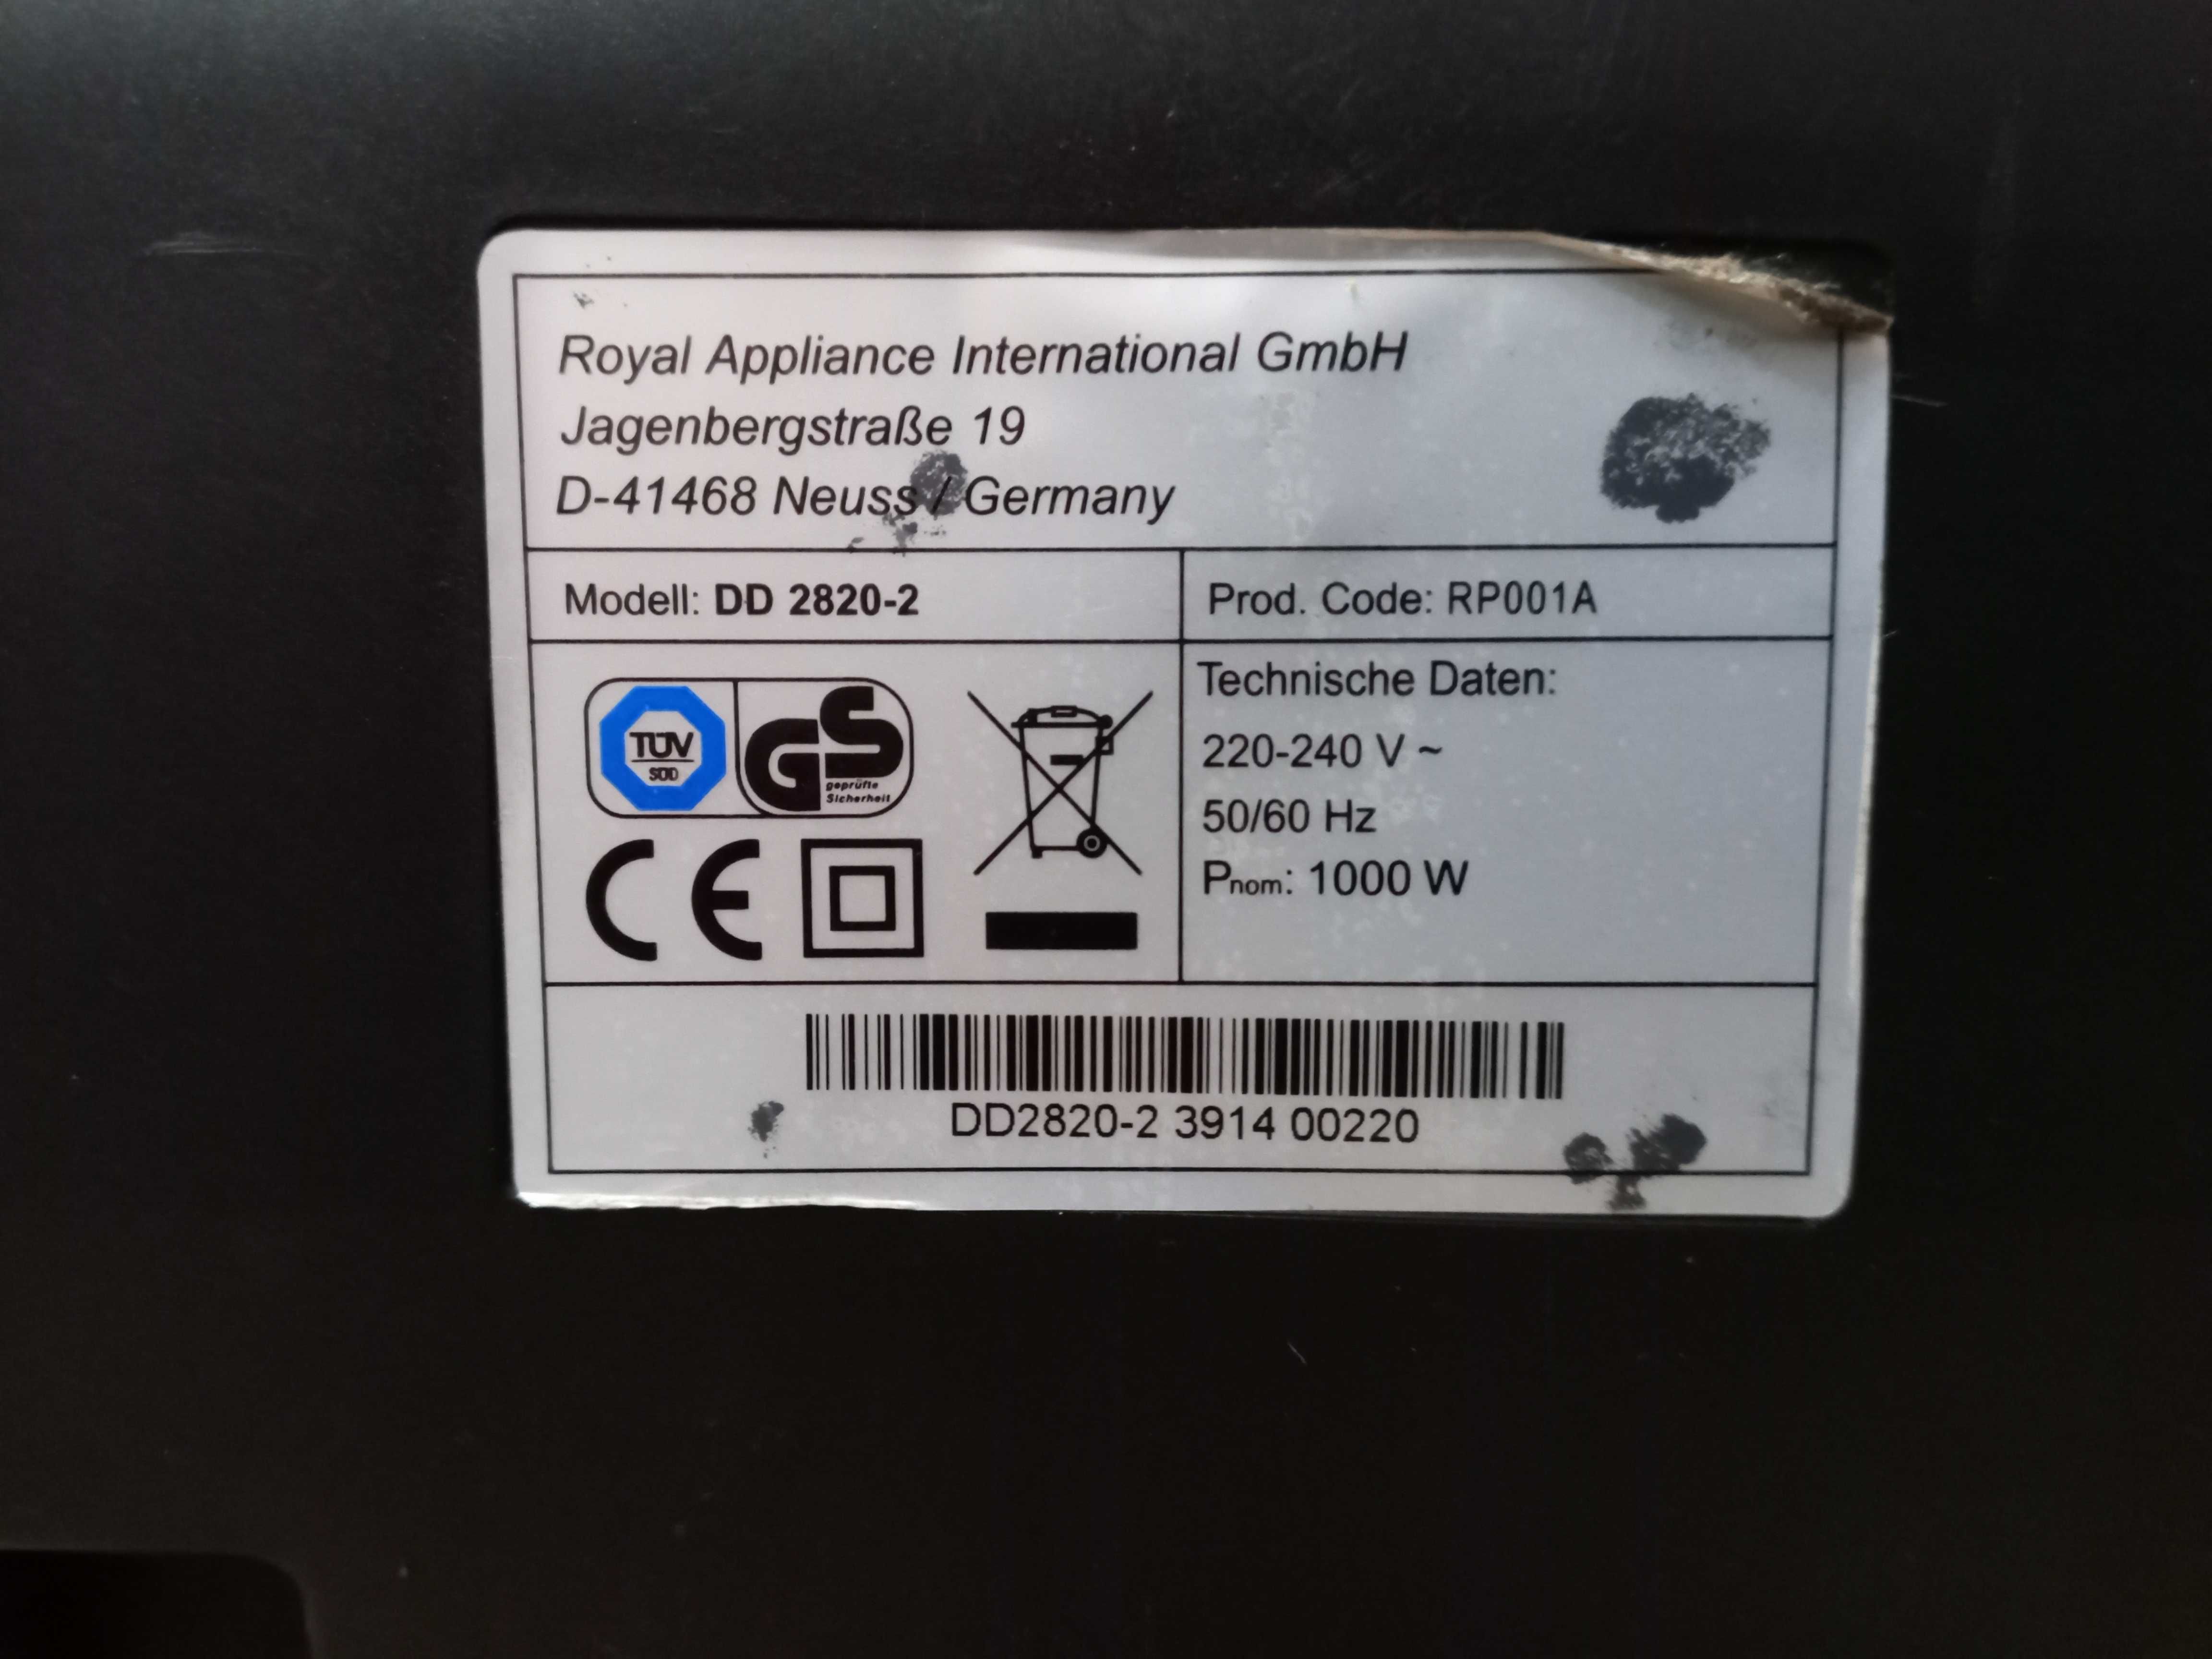 Royal Appliance International GmbH
Jagenbergstraße 19
D-41468 Neuss / Germany
Modell: DD 2820-2
Prod. Code: RP001A
TÜV
SÜD
GS
geprüfte
Sicherheit
CE
Technische Daten:
220-240 V ~
50/60 Hz
Pnom: 1000 W
DD2820-2 3914 00220